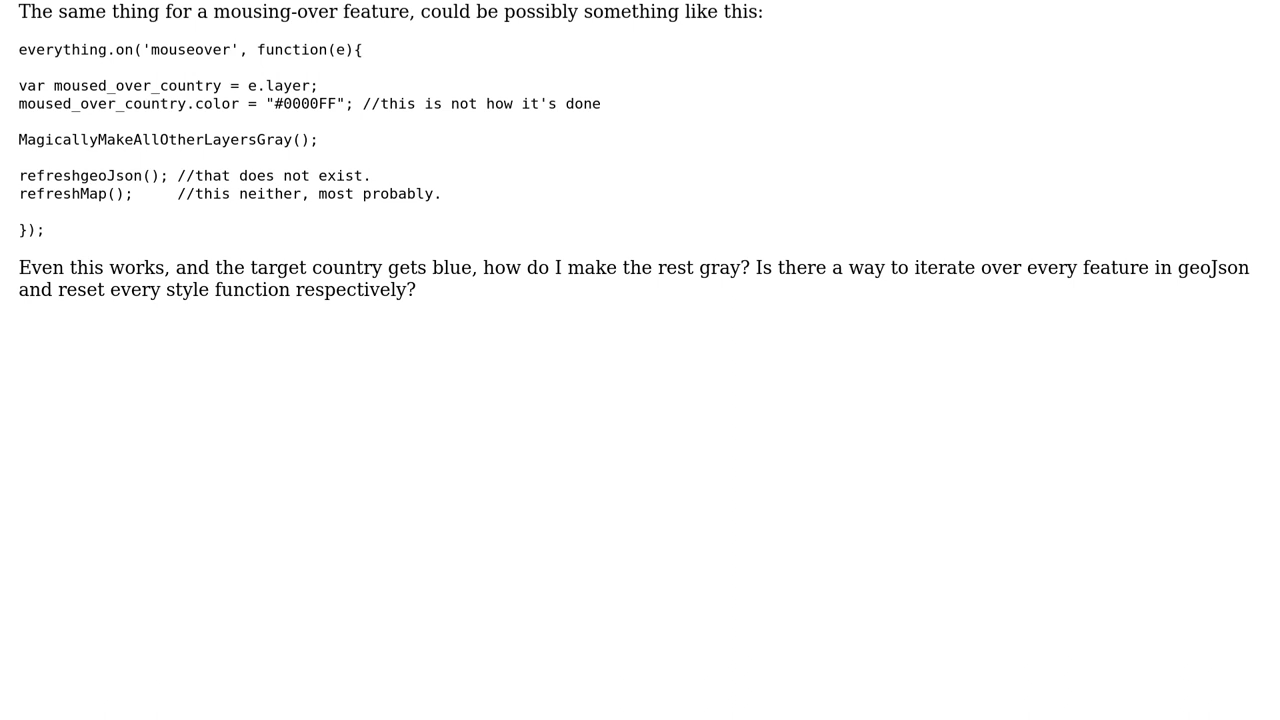 The same thing for a mousing-over feature, could be possibly something like this:
everything.on('mouseover', function(e){
var moused_over_country = e.layer;
moused_over_country.color = "#0000FF"; //this is not how it's done
MagicallyMakeAllOtherLayersGray();
refreshgeoJson(); //that does not exist.
refreshMap();     //this neither, most probably.
});
Even this works, and the target country gets blue, how do I make the rest gray? Is there a way to iterate over every feature in geoJson
and reset every style function respectively?